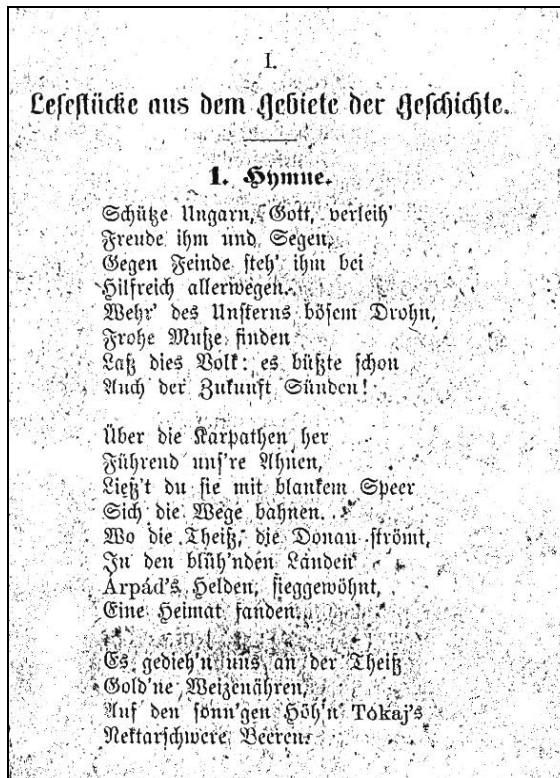 I.
Lesestücke aus dem Gebiete der Geschichte.
1. Hymne.
Schütze Ungarn, Gott, verleih'
Freude ihm und Segen,
Gegen Feinde steh' ihm bei
Hilfreich allerwegen.
Wehr' des Unsterns bösem Drohn,
Frohe Muße finden
Laß dies Volk: es büßte schon
Auch der Zukunft Sünden!
Über die Karpathen her
Führend uns're Ahnen,
Ließ't du sie mit blankem Speer
Sich die Wege bahnen.
Wo die Theiß, die Donau strömt,
In den blüh'nden Landen
Árpád's Helden, sieggewöhnt,
Eine Heimat fanden.
Es gedieh'n uns an der Theiß
Gold'ne Weizenähren,
Auf den sonn'gen Höh'n Tokaj's
Nektarschwere Beeren.